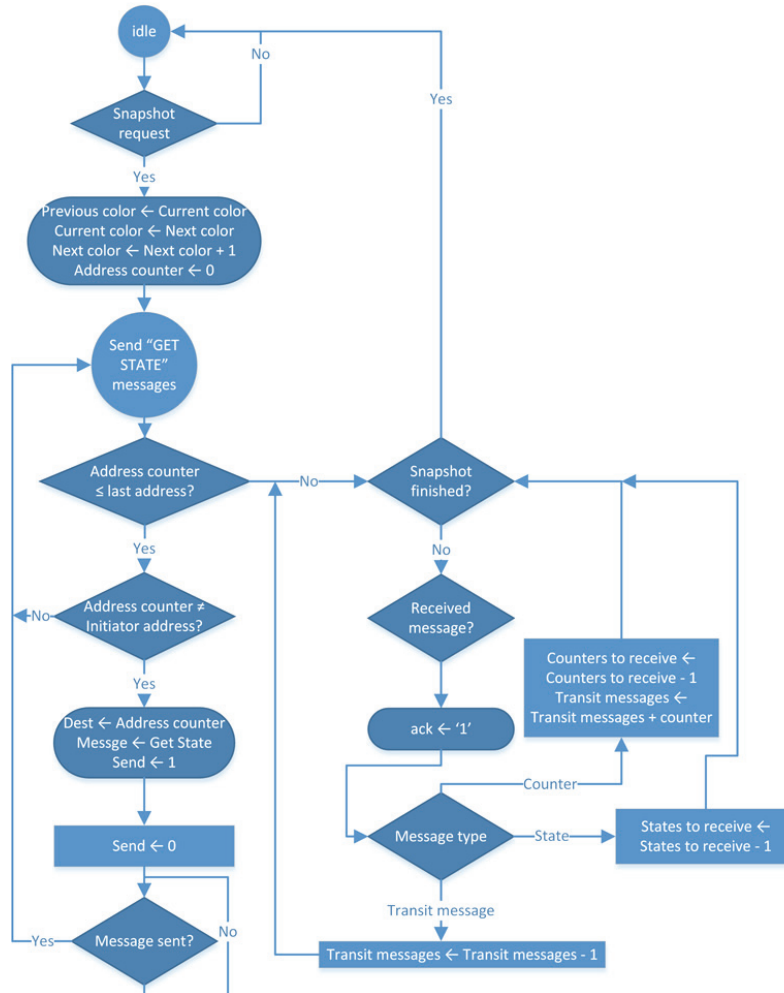 idle
No
Yes
Snapshot
request
Yes
Previous color ← Current color
Current color ← Next color
Next color ← Next color + 1
Address counter ← 0
Send “GET
STATE”
messages
Address counter
≤ last address?
No
Snapshot
finished?
Yes
No
Address counter ≠
Initiator address?
No
Received
message?
Yes
Counters to receive ←
Counters to receive - 1
Transit messages ←
Transit messages + counter
Dest ← Address counter
Messge ← Get State
Send ← 1
ack ← ‘1’
Counter
Send ← 0
Message type
State
States to receive ←
States to receive - 1
Transit message
Yes
Message sent?
No
Transit messages ← Transit messages - 1